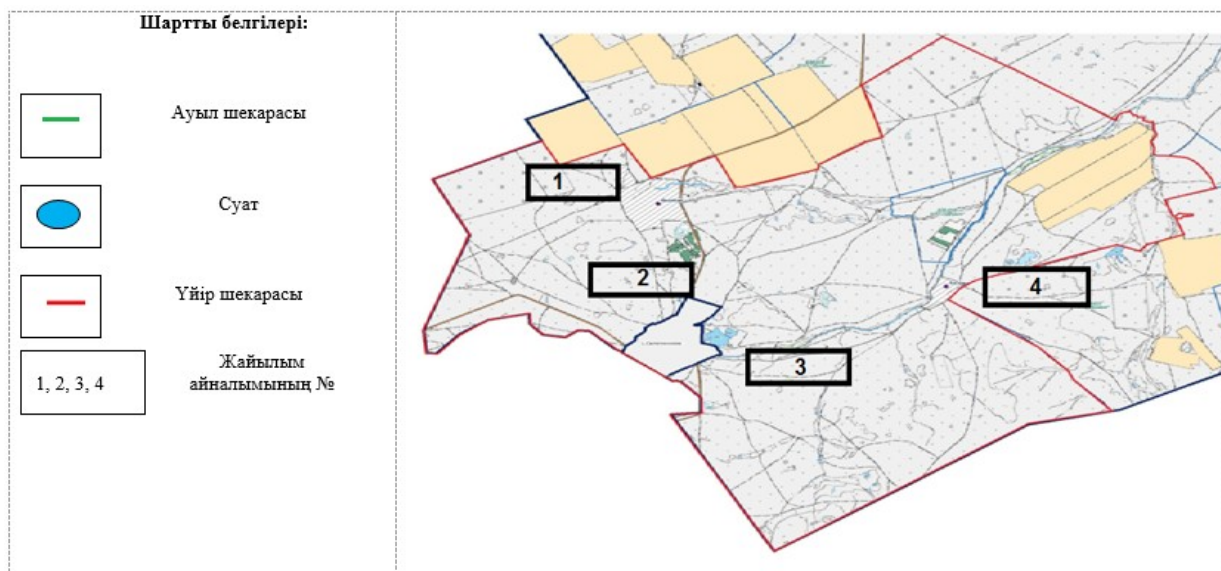 Шартты белгілері:
Ауыл шекарасы
Суат
Үйір шекарасы
1, 2, 3, 4
Жайылым
айналымының №
1
2
3
4